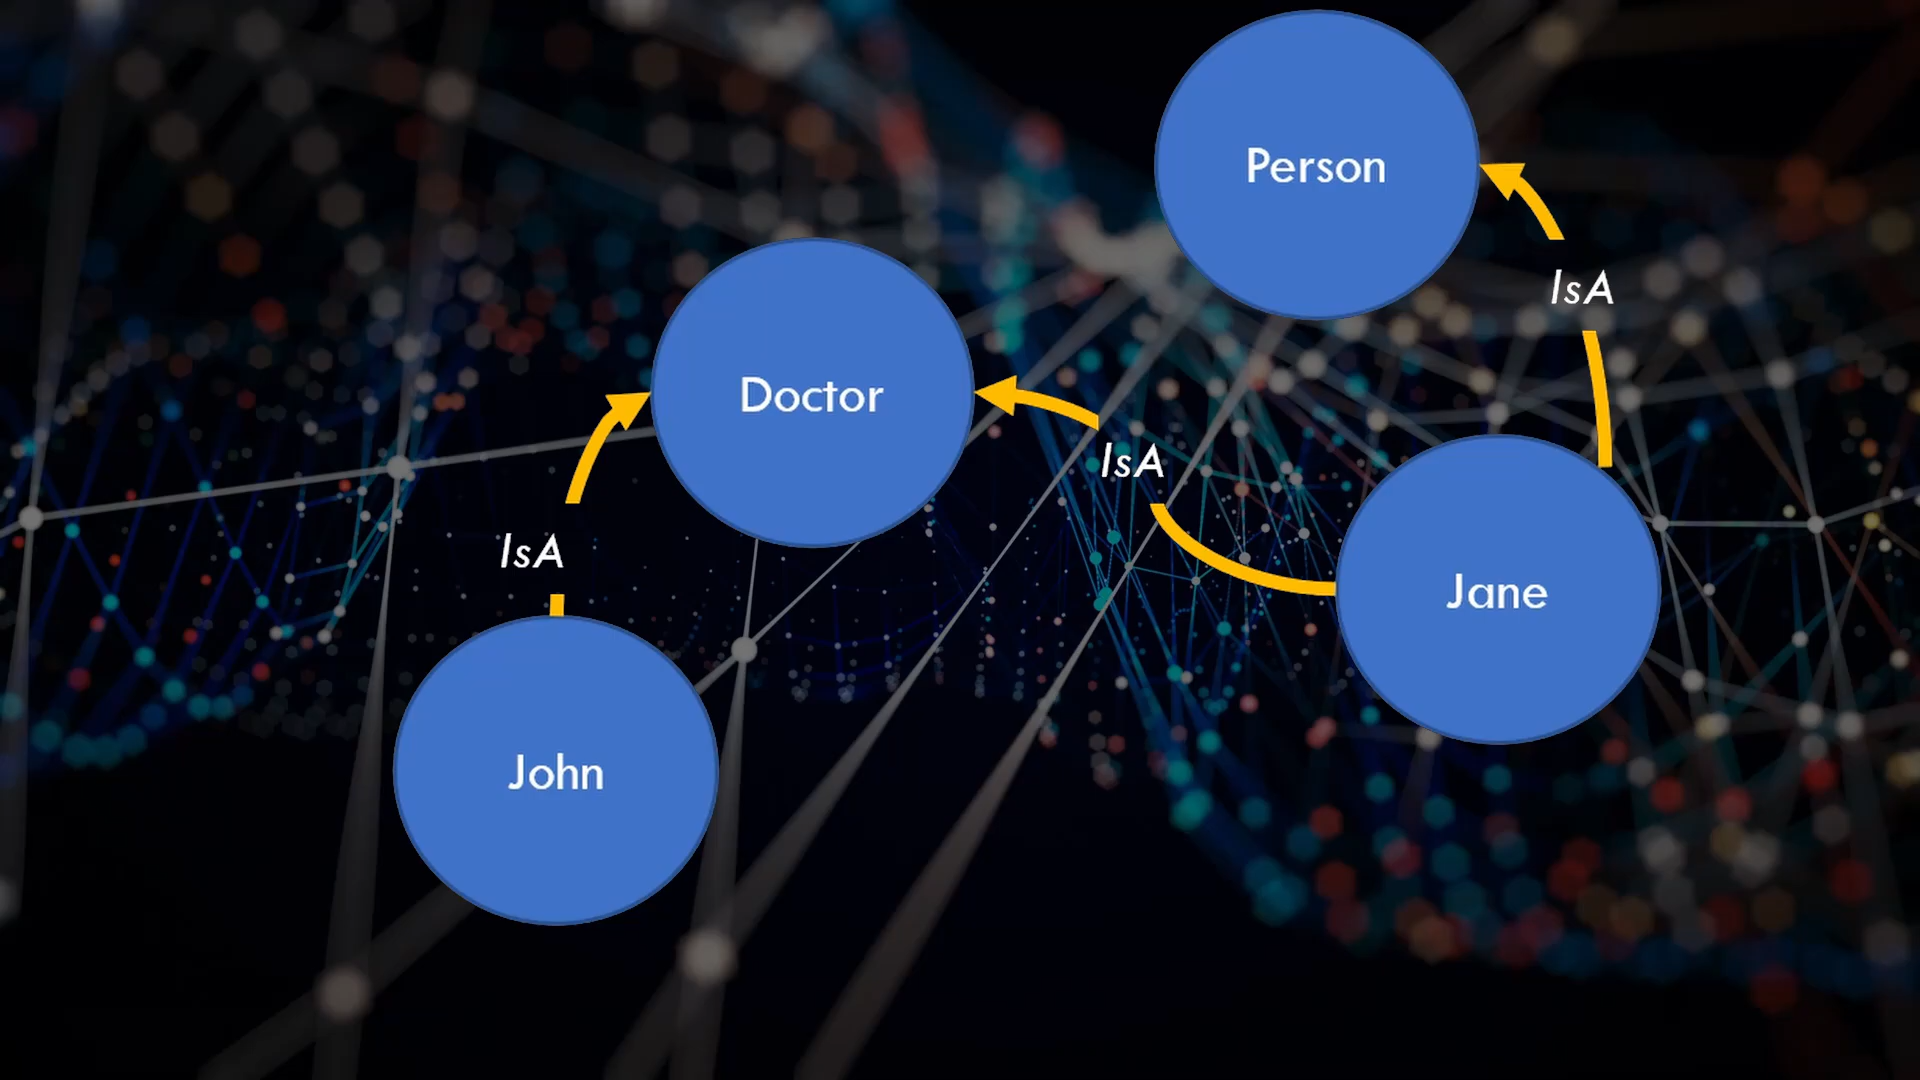 Person
IsA
Doctor
IsA
IsA
Jane
John